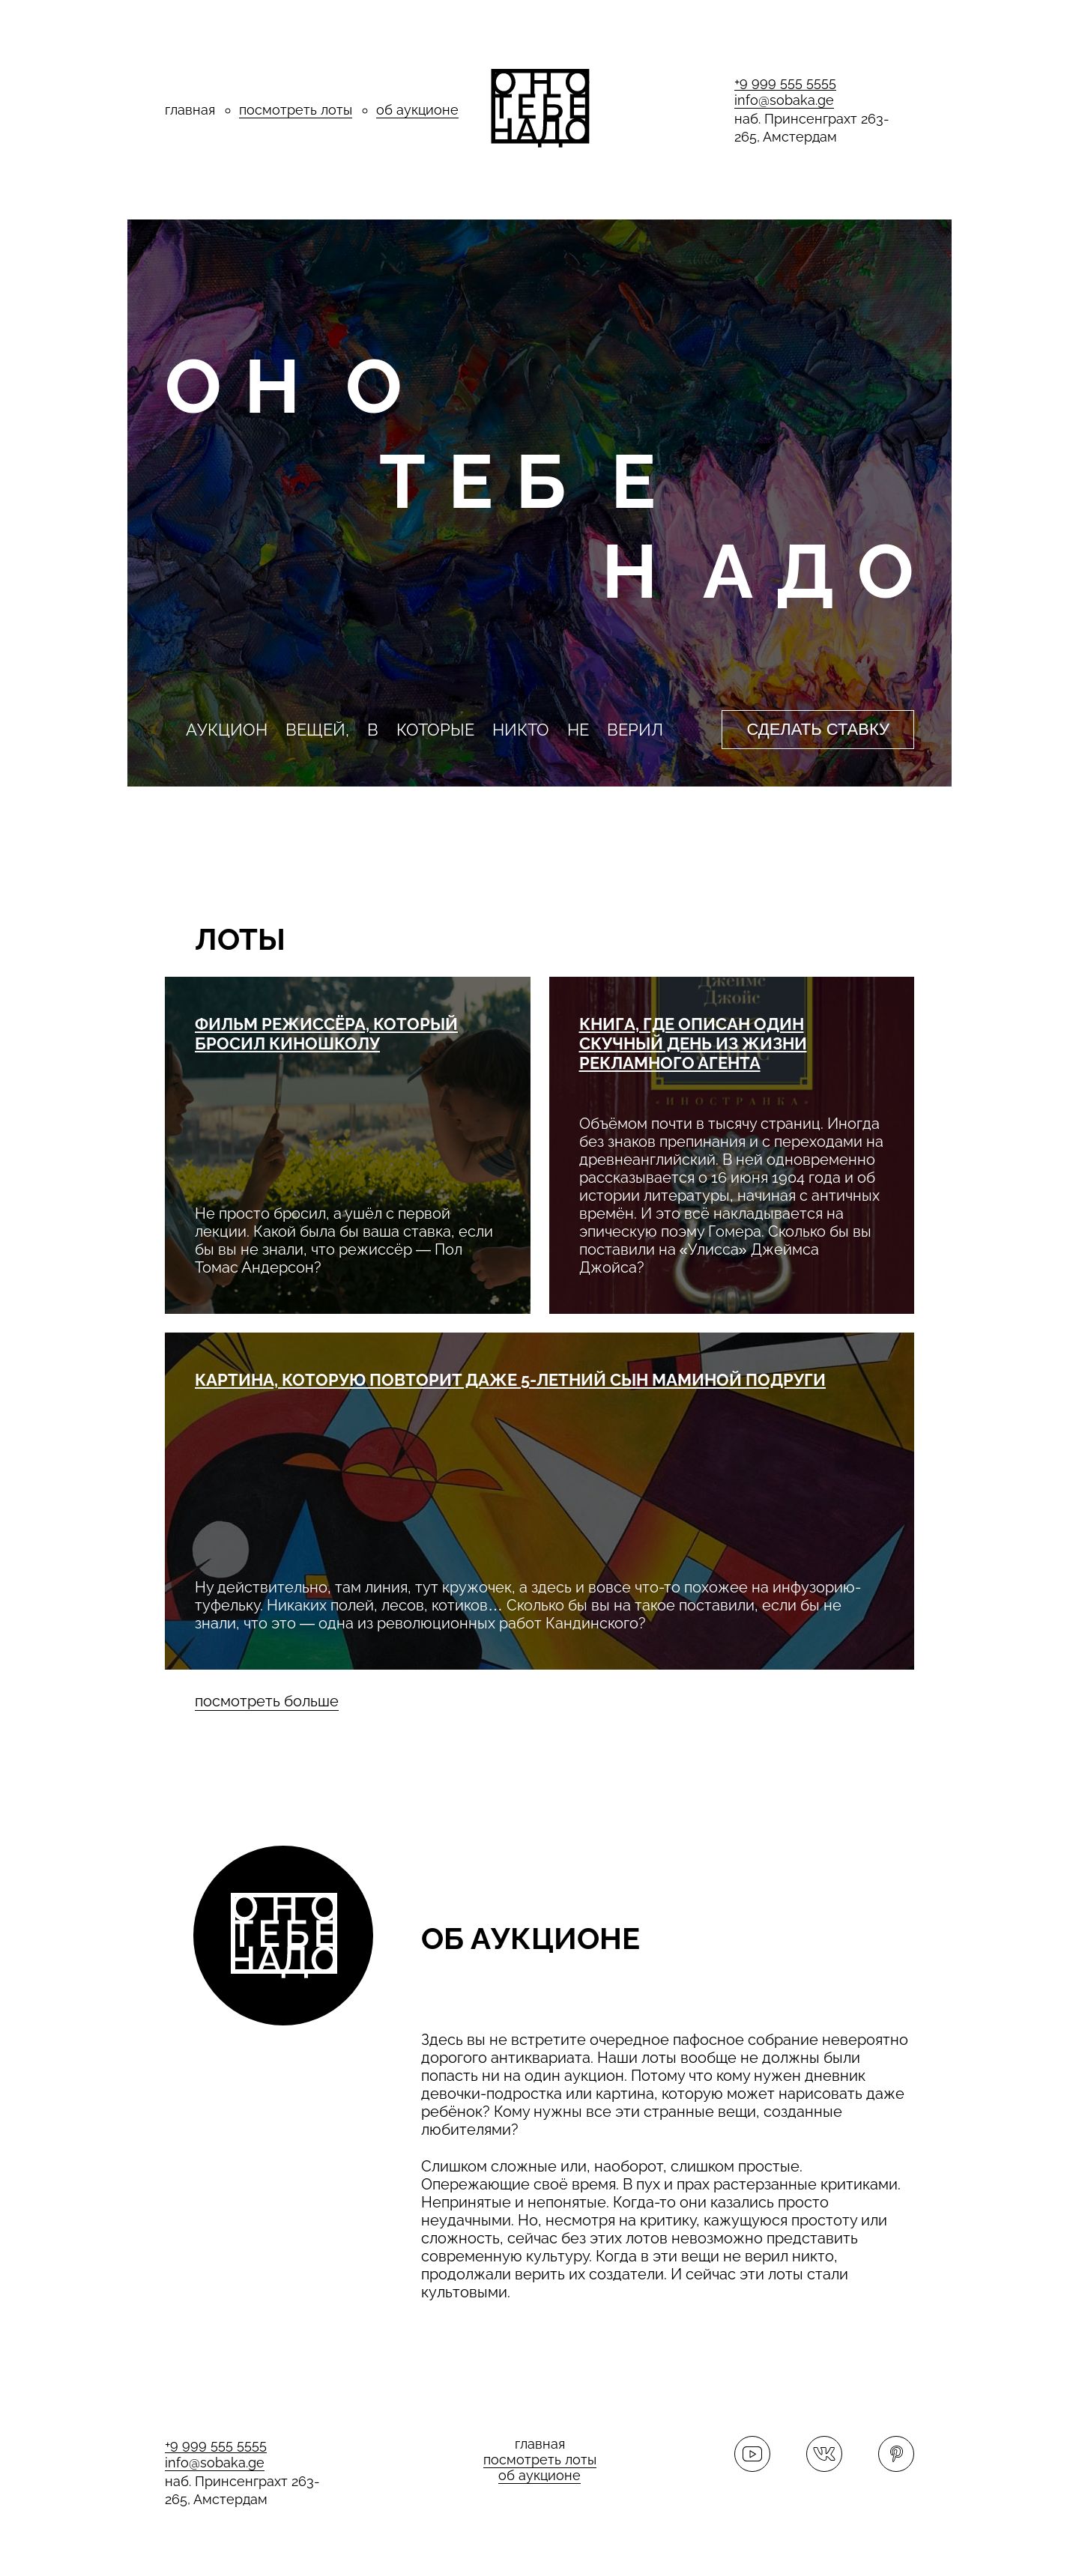 главная посмотреть лоты об аукционе
ОНО
ТЕБЕ
НАДО
+9 999 555 5555
info@sobaka.ge
наб. Принсенграхт 263-
265, Амстердам
ОНО
ТЕБЕ
НАДО
АУКЦИОН ВЕЩЕЙ, В КОТОРЫЕ НИКТО НЕ ВЕРИЛ
СДЕЛАТЬ СТАВКУ
ЛОТЫ
ФИЛЬМ РЕЖИССЁРА, КОТОРЫЙ
БРОСИЛ КИНОШКОЛУ
Не просто бросил, а ушёл с первой
лекции. Какой была бы ваша ставка, если
бы вы не знали, что режиссёр — Пол
Томас Андерсон?
Джеймс
Джойс
КНИГА, ГДЕ ОПИСАН ОДИН
СКУЧНЫЙ ДЕНЬ ИЗ ЖИЗНИ
РЕКЛАМНОГО АГЕНТА
ИНОСТРАНКА
Объёмом почти в тысячу страниц. Иногда
без знаков препинания и с переходами на
древнеанглийский. В ней одновременно
рассказывается о 16 июня 1904 года и об
истории литературы, начиная с античных
времён. И это всё накладывается на
эпическую поэму Гомера. Сколько бы вы
поставили на «Улисса» Джеймса
Джойса?
КАРТИНА, КОТОРУЮ ПОВТОРИТ ДАЖЕ 5-ЛЕТНИЙ СЫН МАМИНОЙ ПОДРУГИ
Ну действительно, там линия, тут кружочек, а здесь и вовсе что-то похожее на инфузорию-
туфельку. Никаких полей, лесов, котиков… Сколько бы вы на такое поставили, если бы не
знали, что это — одна из революционных работ Кандинского?
посмотреть больше
ОНО
ТЕБЕ
НАДО
ОБ АУКЦИОНЕ
Здесь вы не встретите очередное пафосное собрание невероятно
дорогого антиквариата. Наши лоты вообще не должны были
попасть ни на один аукцион. Потому что кому нужен дневник
девочки-подростка или картина, которую может нарисовать даже
ребёнок? Кому нужны все эти странные вещи, созданные
любителями?
Слишком сложные или, наоборот, слишком простые.
Опережающие своё время. В пух и прах растерзанные критиками.
Непринятые и непонятые. Когда-то они казались просто
неудачными. Но, несмотря на критику, кажущуюся простоту или
сложность, сейчас без этих лотов невозможно представить
современную культуру. Когда в эти вещи не верил никто,
продолжали верить их создатели. И сейчас эти лоты стали
культовыми.
+9 999 555 5555
info@sobaka.ge
наб. Принсенграхт 263-
265, Амстердам
главная
посмотреть лоты
об аукционе